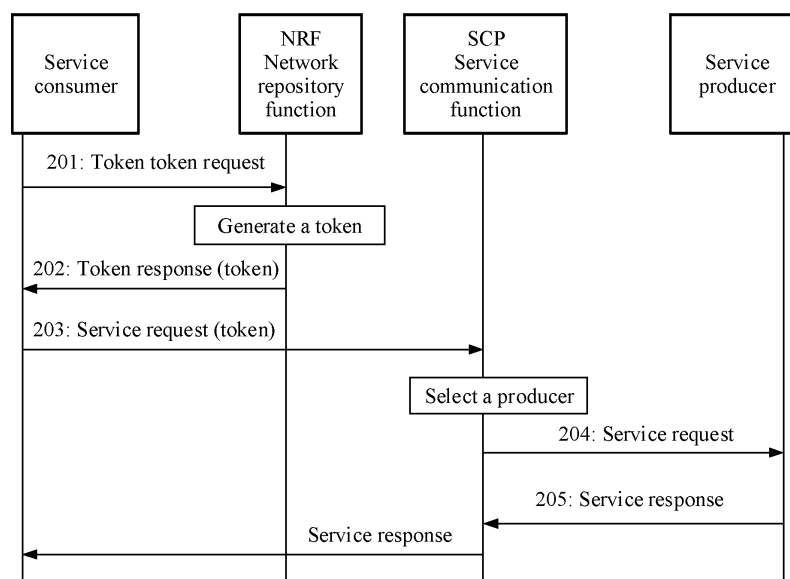 Service
consumer
NRF
Network
repository
function
SCP
Service
communication
function
Service
producer
201: Token token request
Generate a token
202: Token response (token)
203: Service request (token)
Select a producer
204: Service request
205: Service response
Service response